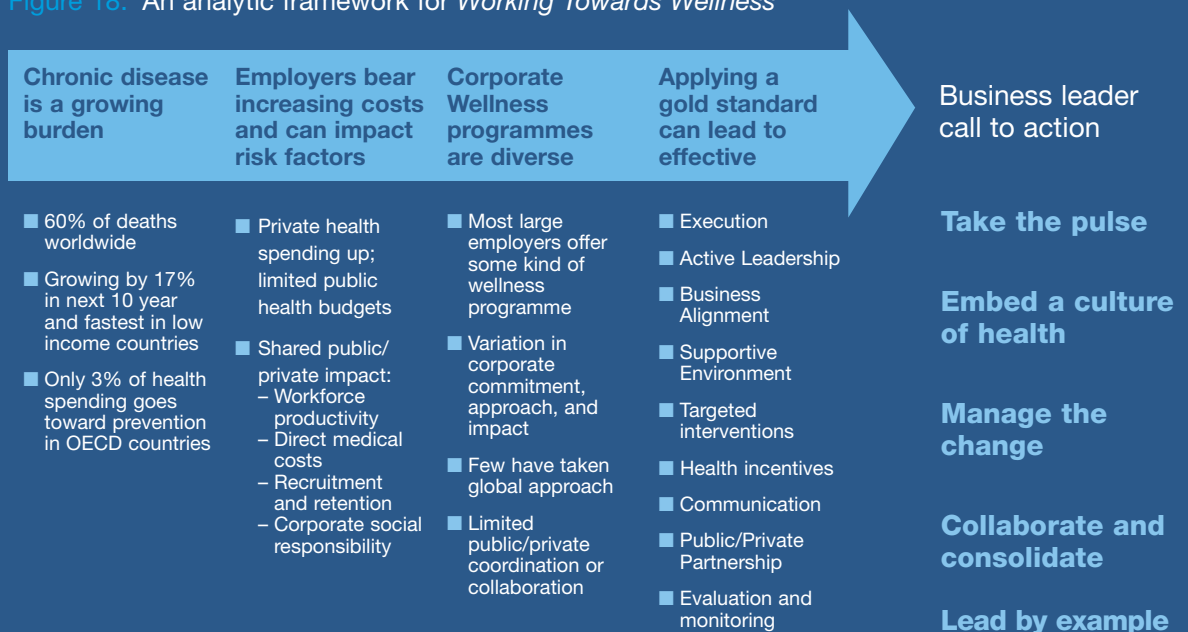 Figure 18. An analytic framework for Working Towards Wellness
Chronic disease
is a growing
burden
Employers bear
increasing costs
and can impact
risk factors
Corporate
Wellness
programmes
are diverse
Applying a
gold standard
can lead to
effective
Business leader
call to action
■ 60% of deaths
worldwide
■ Growing by 17%
in next 10 year
and fastest in low
income countries
■ Only 3% of health
spending goes
toward prevention
in OECD countries
■ Private health
spending up;
limited public
health budgets
■ Shared public/
private impact:
– Workforce
productivity
– Direct medical
costs
– Recruitment
and retention
– Corporate social
responsibility
■ Most large
employers offer
some kind of
wellness
programme
■ Variation in
corporate
commitment,
approach, and
impact
■ Few have taken
global approach
■ Limited
public/private
coordination or
collaboration
■ Execution
■ Active Leadership
■ Business
Alignment
■ Supportive
Environment
■ Targeted
interventions
■ Health incentives
■ Communication
■ Public/Private
Partnership
■ Evaluation and
monitoring
Take the pulse
Embed a culture
of health
Manage the
change
Collaborate and
consolidate
Lead by example